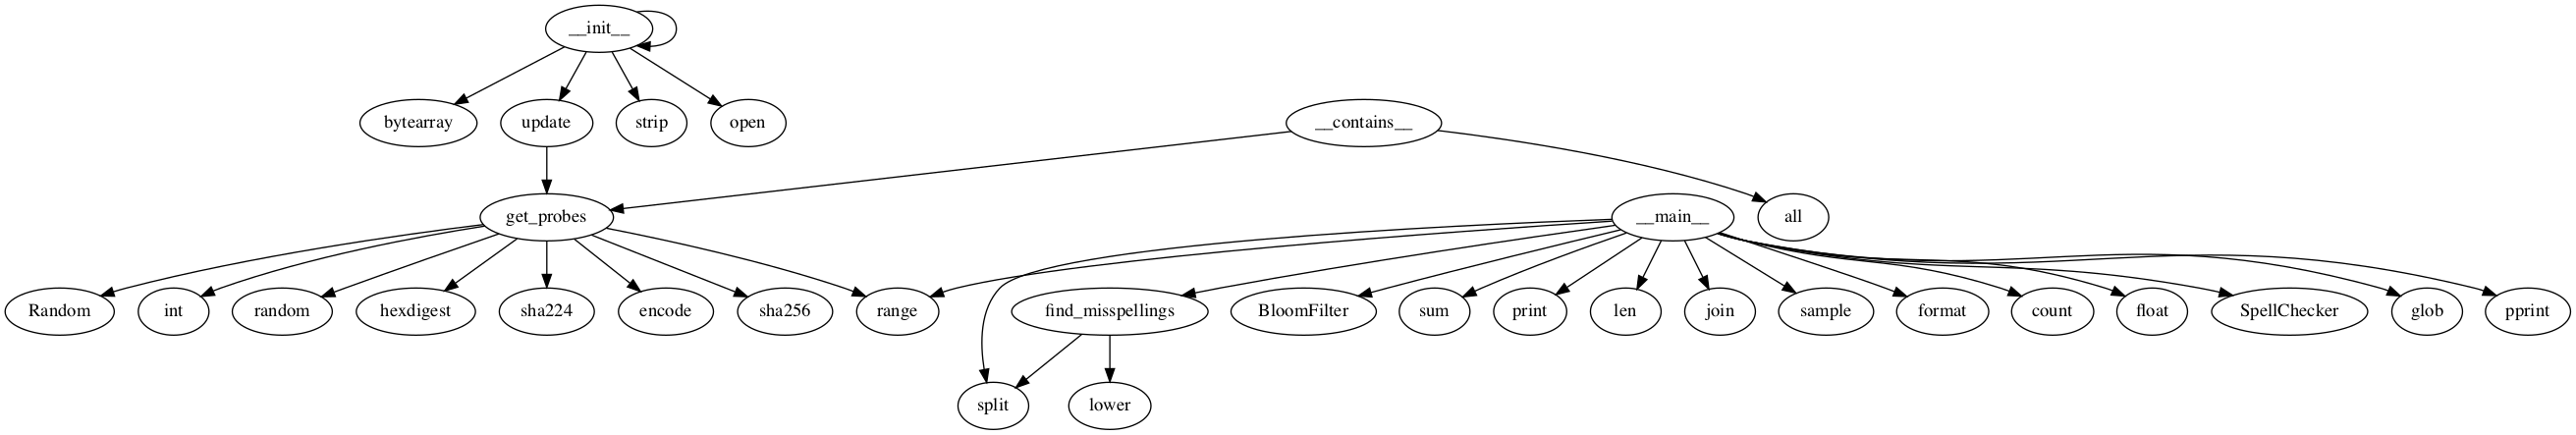 __init__
bytearray
update
strip
open
__contains__
get_probes
__main__
all
Random
int
random
hexdigest
sha224
encode
sha256
range
find_misspellings
BloomFilter
sum
print
len
join
sample
format
count
float
SpellChecker
glob
pprint
split
lower